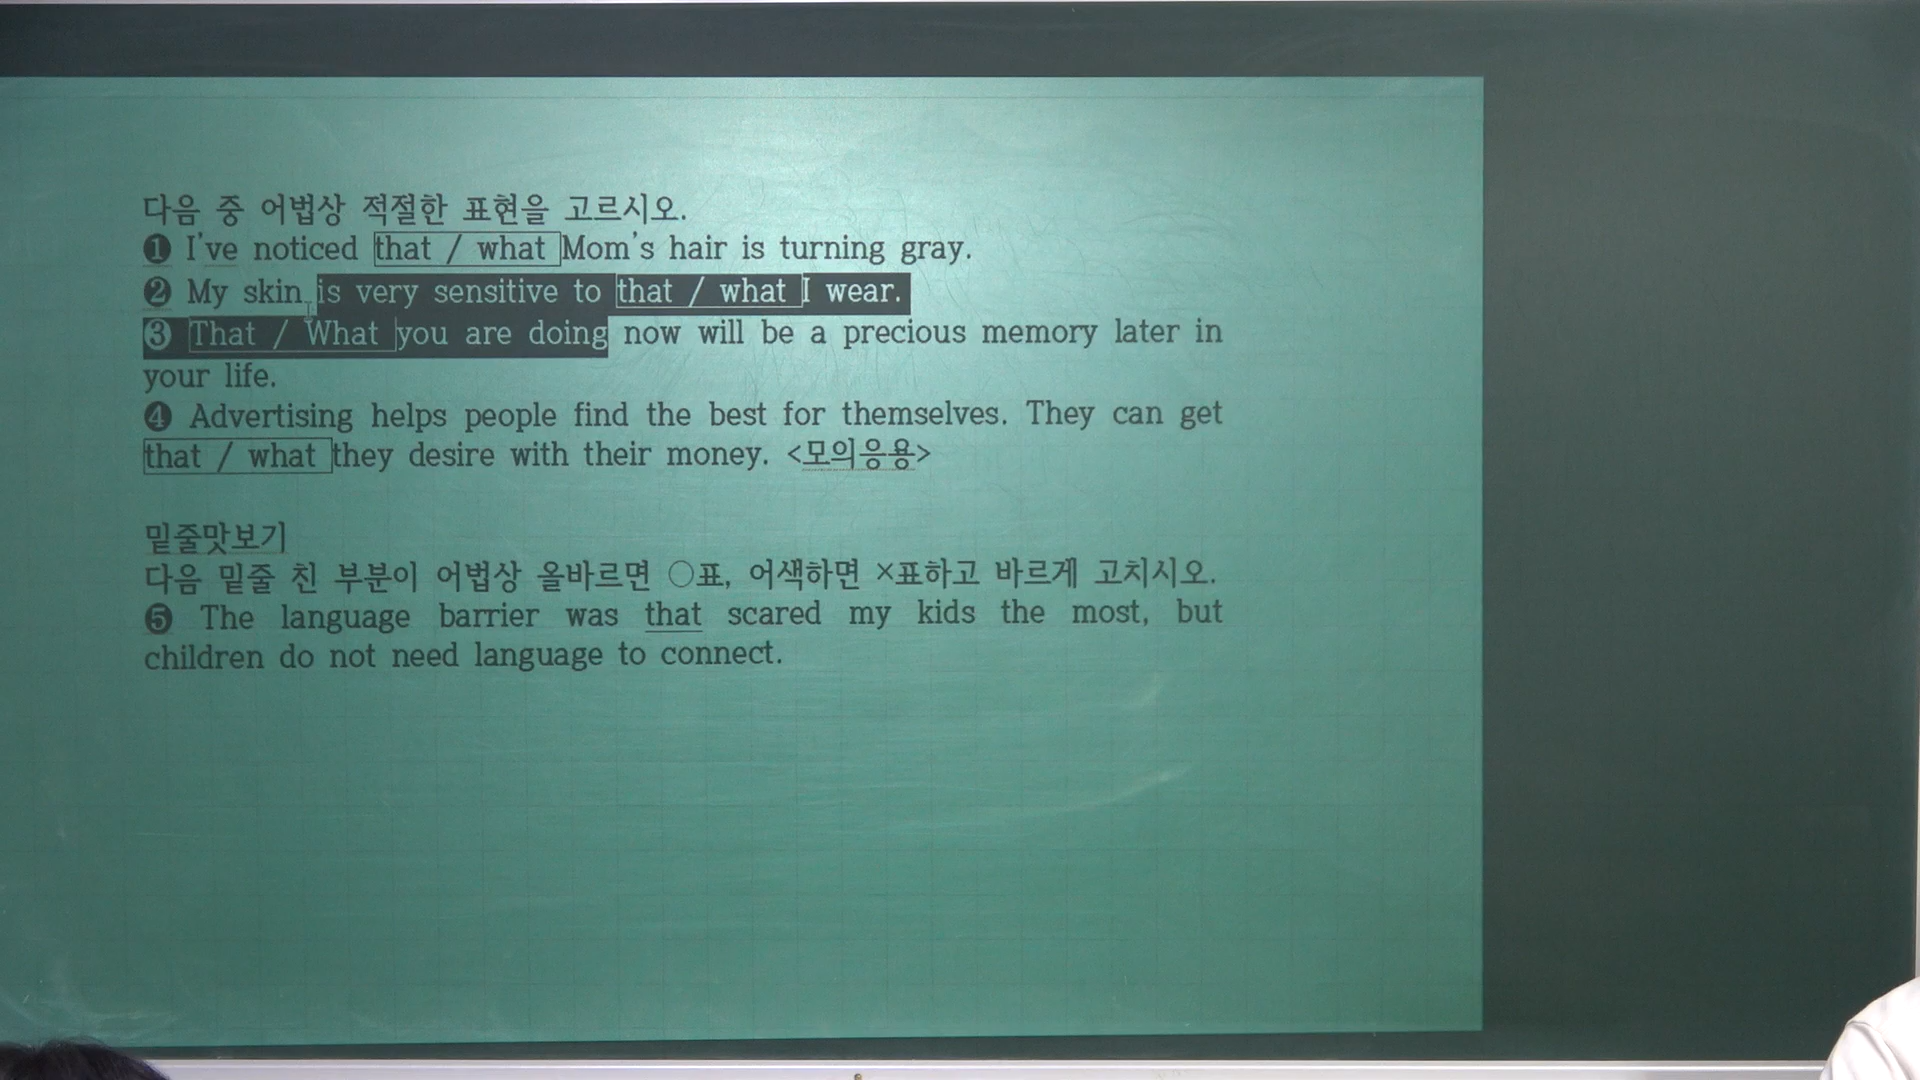 다음 중 어법상 적절한 표현을 고르시오.
❶ I've noticed that / what Mom's hair is turning gray.
❷ My skin is very sensitive to that / what I wear.
❸ That / What you are doing now will be a precious memory later in
your life.
❹ Advertising helps people find the best for themselves. They can get
that / what they desire with their money. <모의응용>
밑줄맛보기
다음 밑줄 친 부분이 어법상 올바르면 ○표, 어색하면 ×표하고 바르게 고치시오.
❺ The language barrier was that scared my kids the most, but
children do not need language to connect.